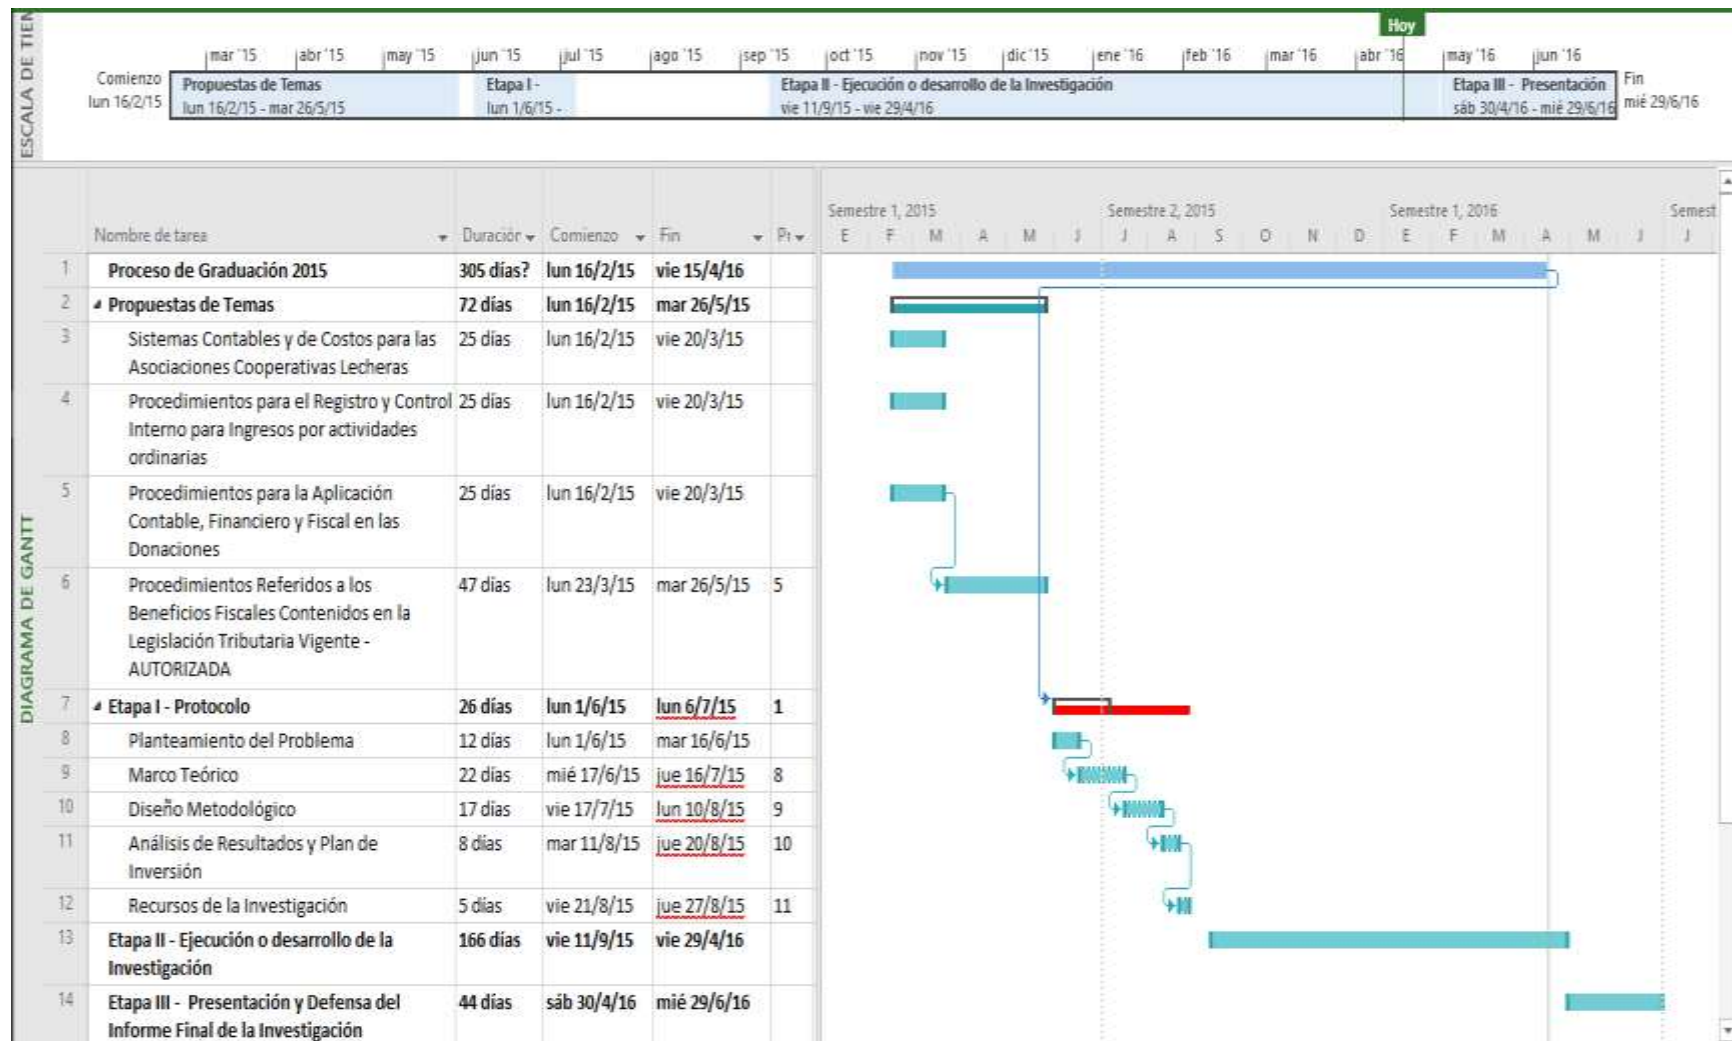 ESCALA DE TIEN
Hoy
mar '15 abr '15 may '15 jun '15 jul '15 ago '15 sep '15 oct '15 nov '15 dic '15 ene '16 feb '16 mar '16 abr '16 may '16 jun '16
Comienzo
lun 16/2/15
Propuestas de Temas
lun 16/2/15 - mar 26/5/15
Etapa I -
lun 1/6/15 -
Etapa II - Ejecución o desarrollo de la Investigación
vie 11/9/15 - vie 29/4/16
Etapa III - Presentación
sáb 30/4/16 - mié 29/6/16
Fin
mié 29/6/16
DIAGRAMA DE GANTT
Semestre 1, 2015 Semestre 2, 2015 Semestre 1, 2016 Semest
Nombre de tarea Duración Comienzo Fin Pr E F M A M J J A S O N D E F M A M J J
1 Proceso de Graduación 2015 305 días? lun 16/2/15 vie 15/4/16
2 Propuestas de Temas 72 días lun 16/2/15 mar 26/5/15
3 Sistemas Contables y de Costos para las 25 días lun 16/2/15 vie 20/3/15
Asociaciones Cooperativas Lecheras
4 Procedimientos para el Registro y Control 25 días lun 16/2/15 vie 20/3/15
Interno para Ingresos por actividades
ordinarias
5 Procedimientos para la Aplicación 25 días lun 16/2/15 vie 20/3/15
Contable, Financiero y Fiscal en las
Donaciones
6 Procedimientos Referidos a los 47 días lun 23/3/15 mar 26/5/15 5
Beneficios Fiscales Contenidos en la
Legislación Tributaria Vigente -
AUTORIZADA
7 Etapa I - Protocolo 26 días lun 1/6/15 lun 6/7/15 1
8 Planteamiento del Problema 12 días lun 1/6/15 mar 16/6/15
9 Marco Teórico 22 días mié 17/6/15 jue 16/7/15 8
10 Diseño Metodológico 17 días vie 17/7/15 lun 10/8/15 9
11 Análisis de Resultados y Plan de 8 días mar 11/8/15 jue 20/8/15 10
Inversión
12 Recursos de la Investigación 5 días vie 21/8/15 jue 27/8/15 11
13 Etapa II - Ejecución o desarrollo de la 166 días vie 11/9/15 vie 29/4/16
Investigación
14 Etapa III - Presentación y Defensa del 44 días sáb 30/4/16 mié 29/6/16
Informe Final de la Investigación